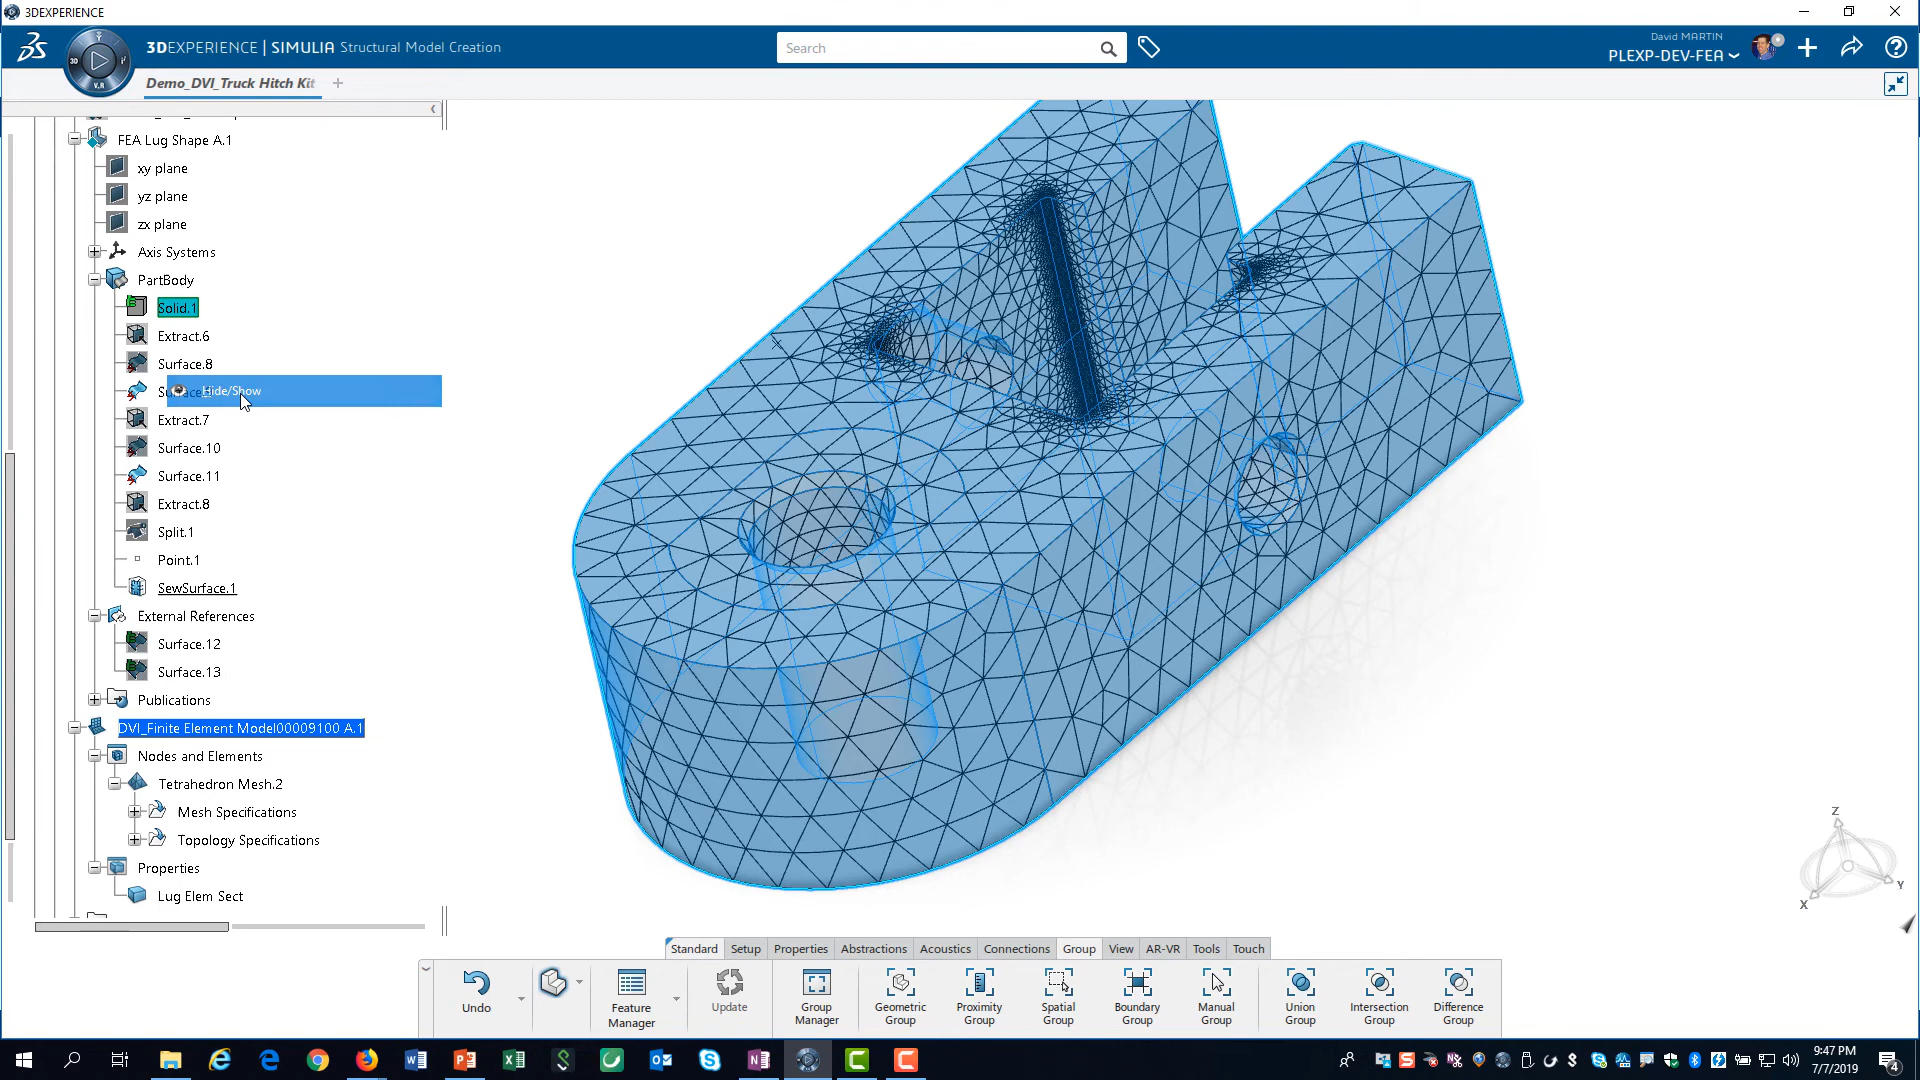 3DEXPERIENCE
3DEXPERIENCE | SIMULIA Structural Model Creation
Search
David MARTIN
PLEXP-DEV-FEA
3D
V.R
Demo_DVI_Truck Hitch Kit
FEA Lug Shape A.1
xy plane
yz plane
zx plane
Axis Systems
PartBody
Solid.1
Extract.6
Surface.8
Hide/Show
Extract.7
Surface.10
Surface.11
Extract.8
Split.1
Point.1
SewSurface.1
External References
Surface.12
Surface.13
Publications
DVI_Finite Element Model00009100 A.1
Nodes and Elements
Tetrahedron Mesh.2
Mesh Specifications
Topology Specifications
Properties
Lug Elem Sect
Z
Y
X
Standard Setup Properties Abstractions Acoustics Connections Group View AR-VR Tools Touch
Undo
Feature Manager
Update
Group Manager
Geometric Group
Proximity Group
Spatial Group
Boundary Group
Manual Group
Union Group
Intersection Group
Difference Group
9:47 PM
7/7/2019
4